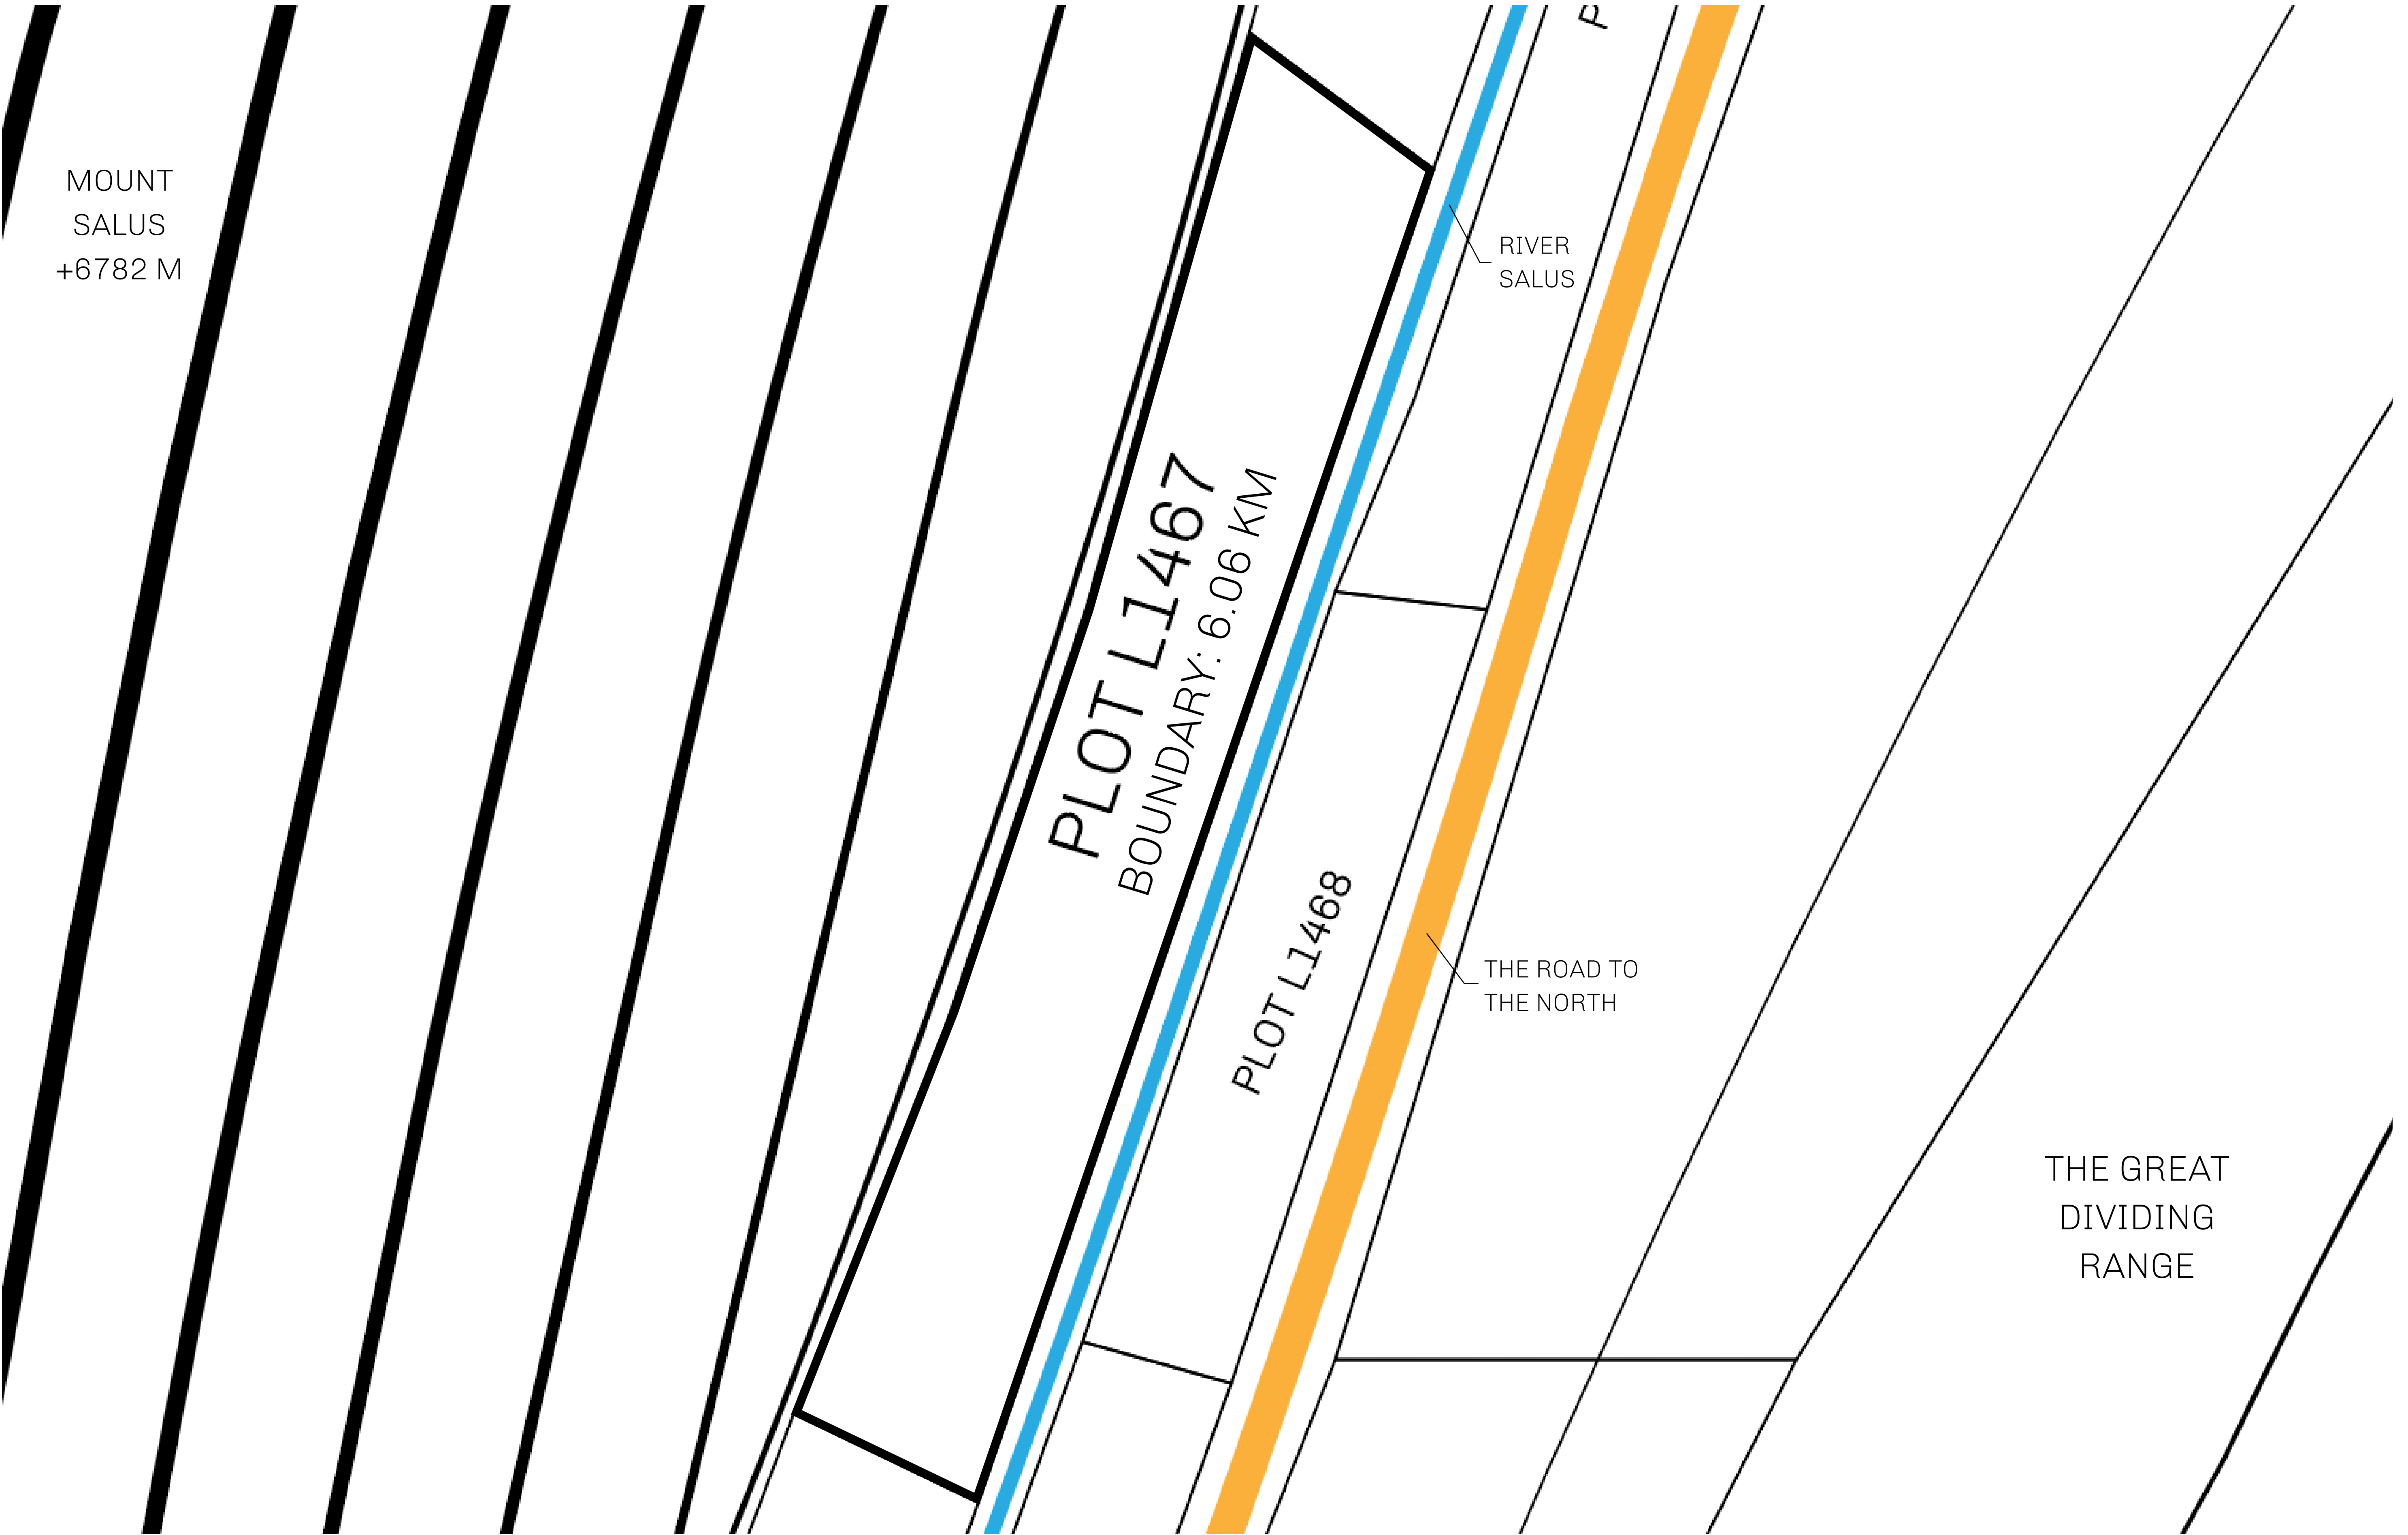 P
MOUNT
SALUS
+6782 M
RIVER
SALUS
PLOT L1467
BOUNDARY: 6.06 KM
PLOT L1468
THE ROAD TO
THE NORTH
THE GREAT
DIVIDING
RANGE